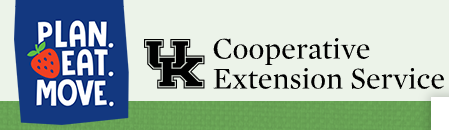 PLAN.
EAT.
MOVE.
UK
Cooperative
Extension Service